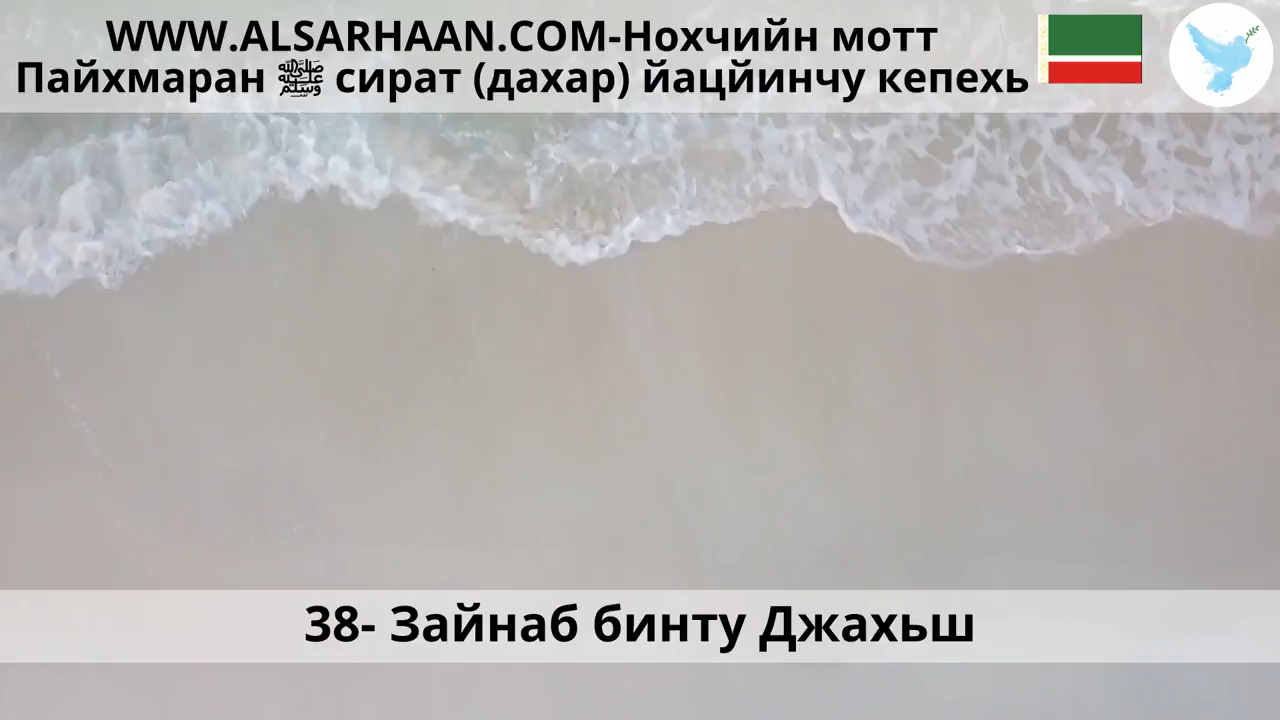 WWW.ALSARHAAN.COM-Нохчийн мотт
Пайхмаран ﷺ сират (дахар) йацйинчу кепехь
38- Зайнаб бинту Джахьш